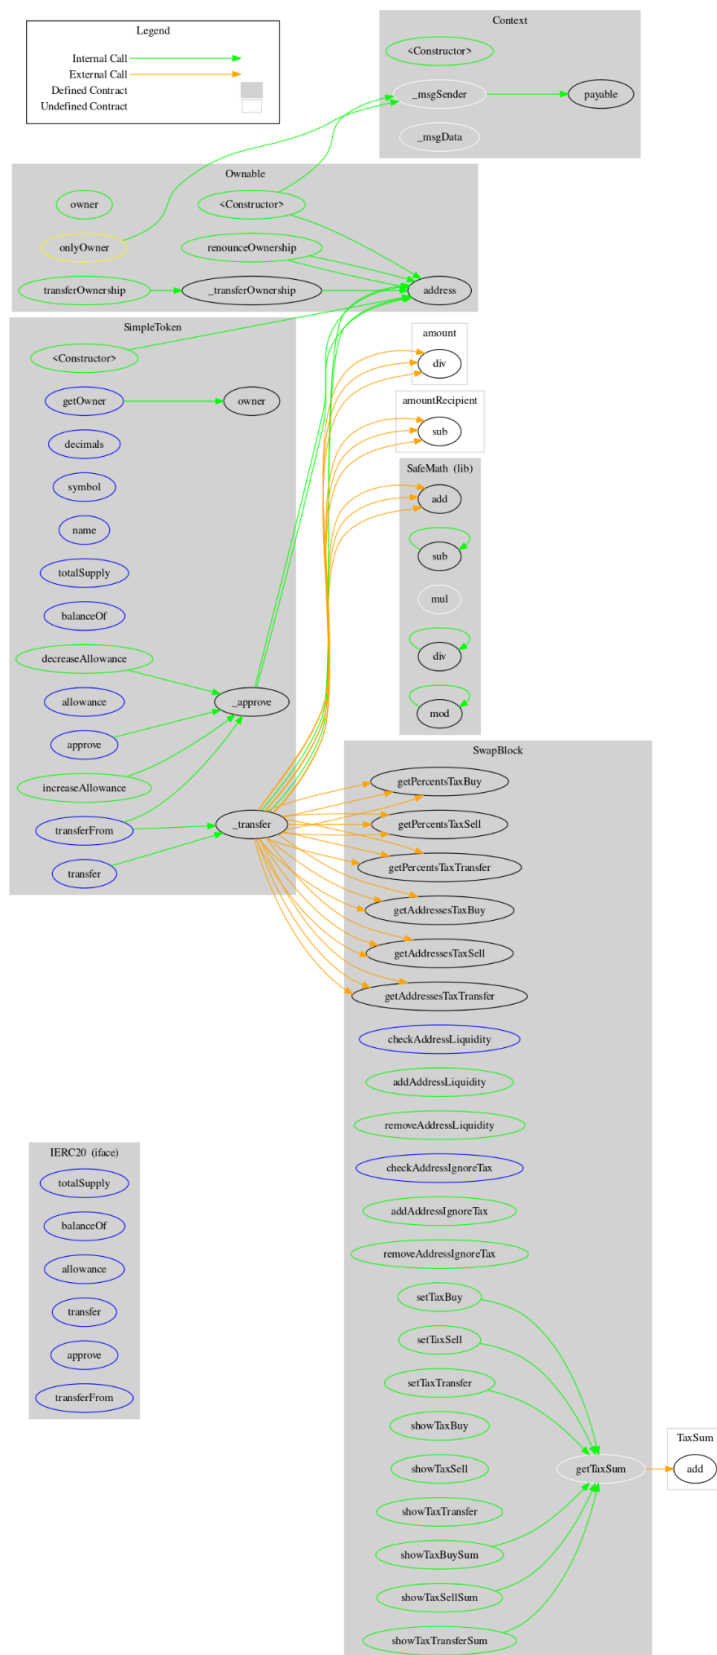 Legend
Internal Call
External Call
Defined Contract
Undefined Contract
Context
<Constructor>
_msgSender
payable
_msgData
Ownable
owner
<Constructor>
onlyOwner
renounceOwnership
transferOwnership
_transferOwnership
address
SimpleToken
<Constructor>
getOwner
owner
decimals
symbol
name
totalSupply
balanceOf
decreaseAllowance
allowance
_approve
approve
increaseAllowance
transferFrom
_transfer
transfer
amount
div
amountRecipient
sub
SafeMath (lib)
add
sub
mul
div
mod
SwapBlock
getPercentsTaxBuy
getPercentsTaxSell
getPercentsTaxTransfer
getAddressesTaxBuy
getAddressesTaxSell
getAddressesTaxTransfer
checkAddressLiquidity
addAddressLiquidity
removeAddressLiquidity
checkAddressIgnoreTax
addAddressIgnoreTax
removeAddressIgnoreTax
setTaxBuy
setTaxSell
setTaxTransfer
showTaxBuy
showTaxSell
getTaxSum
showTaxTransfer
showTaxBuySum
showTaxSellSum
showTaxTransferSum
TaxSum
add
IERC20 (iface)
totalSupply
balanceOf
allowance
transfer
approve
transferFrom